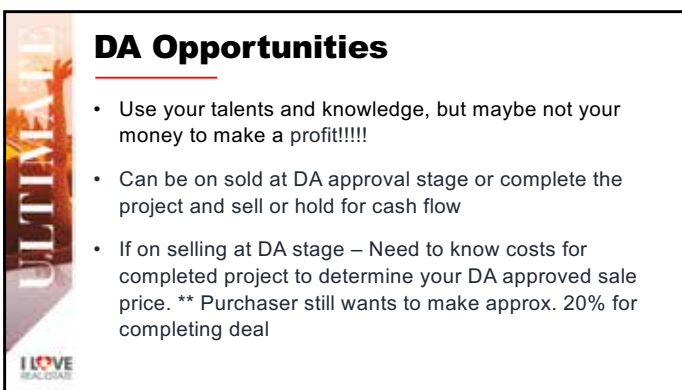 DA Opportunities
ULTIMATE
• Use your talents and knowledge, but maybe not your
money to make a profit!!!!!
• Can be on sold at DA approval stage or complete the
project and sell or hold for cash flow
• If on selling at DA stage – Need to know costs for
completed project to determine your DA approved sale
price. ** Purchaser still wants to make approx. 20% for
completing deal
I LOVE
REAL ESTATE